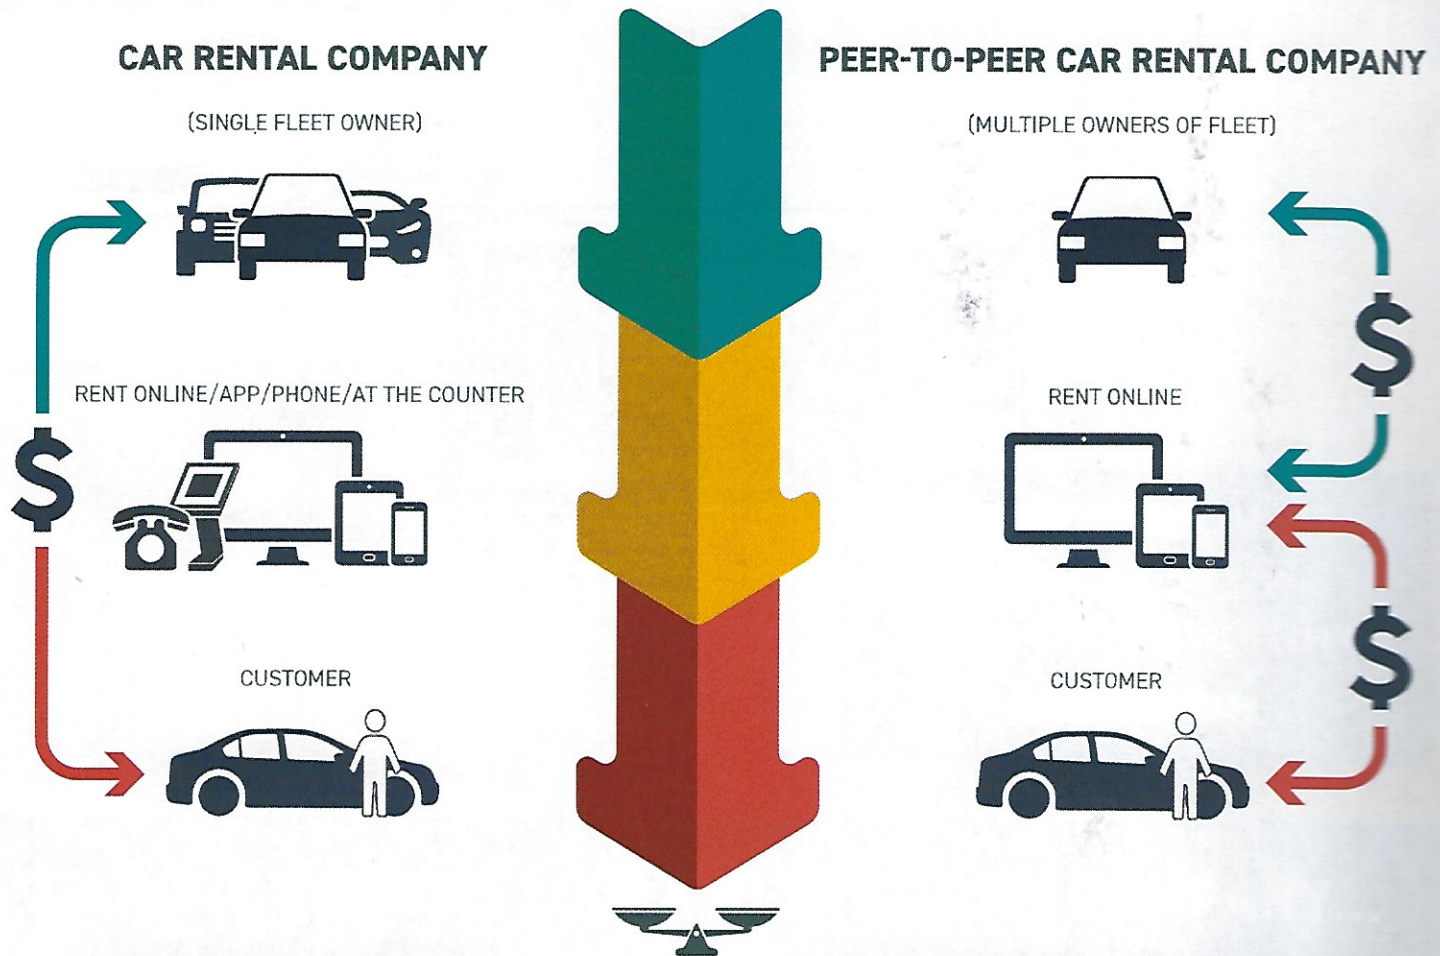 CAR RENTAL COMPANY
(SINGLE FLEET OWNER)
RENT ONLINE/APP/PHONE/AT THE COUNTER
$
CUSTOMER
PEER-TO-PEER CAR RENTAL COMPANY
(MULTIPLE OWNERS OF FLEET)
$
RENT ONLINE
$
CUSTOMER